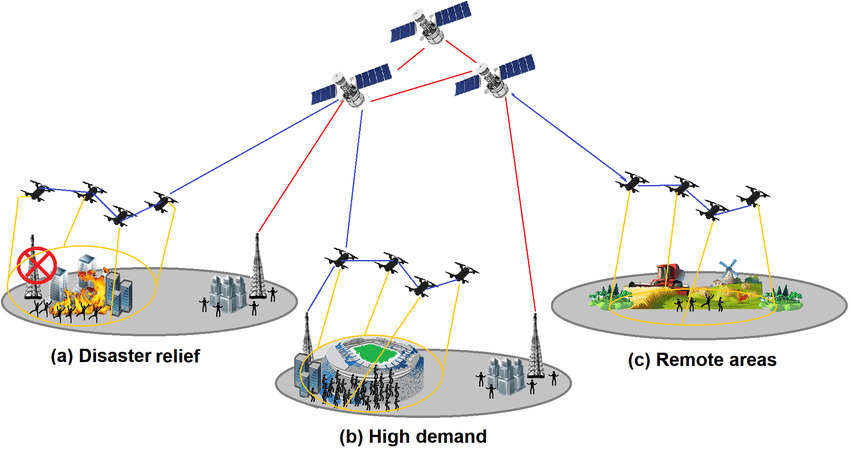 (a) Disaster relief
(c) Remote areas
(b) High demand